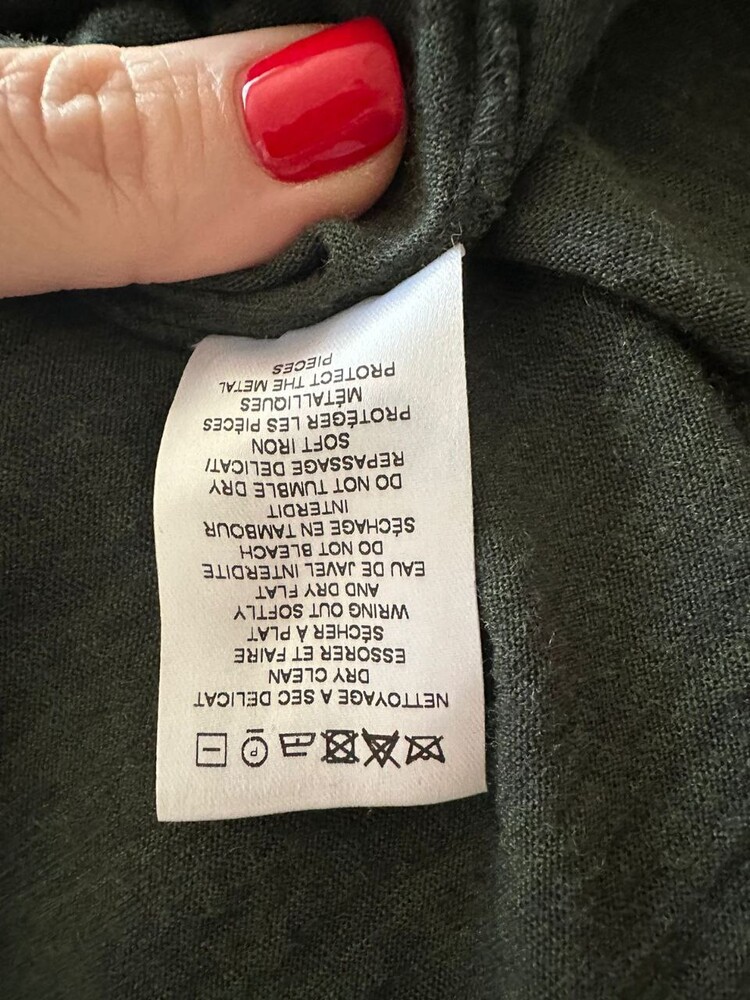 NETTOYAGE A SEC DELICAT
DRY CLEAN
ESSORER ET FAIRE
SÉCHER À PLAT
WRING OUT SOFTLY
AND DRY FLAT
EAU DE JAVEL INTERDITE
DO NOT BLEACH
SÉCHAGE EN TAMBOUR
INTERDIT
DO NOT TUMBLE DRY
REPASSAGE DELICAT/
SOFT IRON
PROTÉGER LES PIÈCES
MÉTALLIQUES
PROTECT THE METAL
PIECES